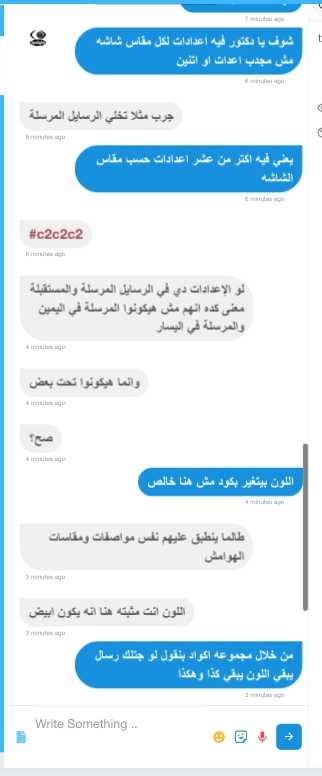 7 minutes ago
شوف يا دكتور فيه اعدادات لكل مقاس شاشه
مش مجدب اعدات او اتنين
6 minutes ago
جرب مثلا تخلي الرسايل المرسلة
6 minutes ago
يعني فيه اكتر من عشر اعدادات حسب مقاس
الشاشه
6 minutes ago
#c2c2c2
6 minutes ago
لو الإعدادات دي في الرسايل المرسلة والمستقبلة
معنى كده انهم مش هيكونوا المرسلة في اليمين
والمرسلة في اليسار
4 minutes ago
وانما هيكونوا تحت بعض
4 minutes ago
صح؟
4 minutes ago
اللون بيتغير بكود مش هنا خالص
4 minutes ago
طالما بنطبق عليهم نفس مواصفات ومقاسات
الهوامش
3 minutes ago
اللون انت مثبته هنا انه يكون ابيض
3 minutes ago
من خلال مجموعه اكواد بنقول لو جتلك رسال
يبقي اللون يبقي كذا وهكذا
3 minutes ago
Write Something ..